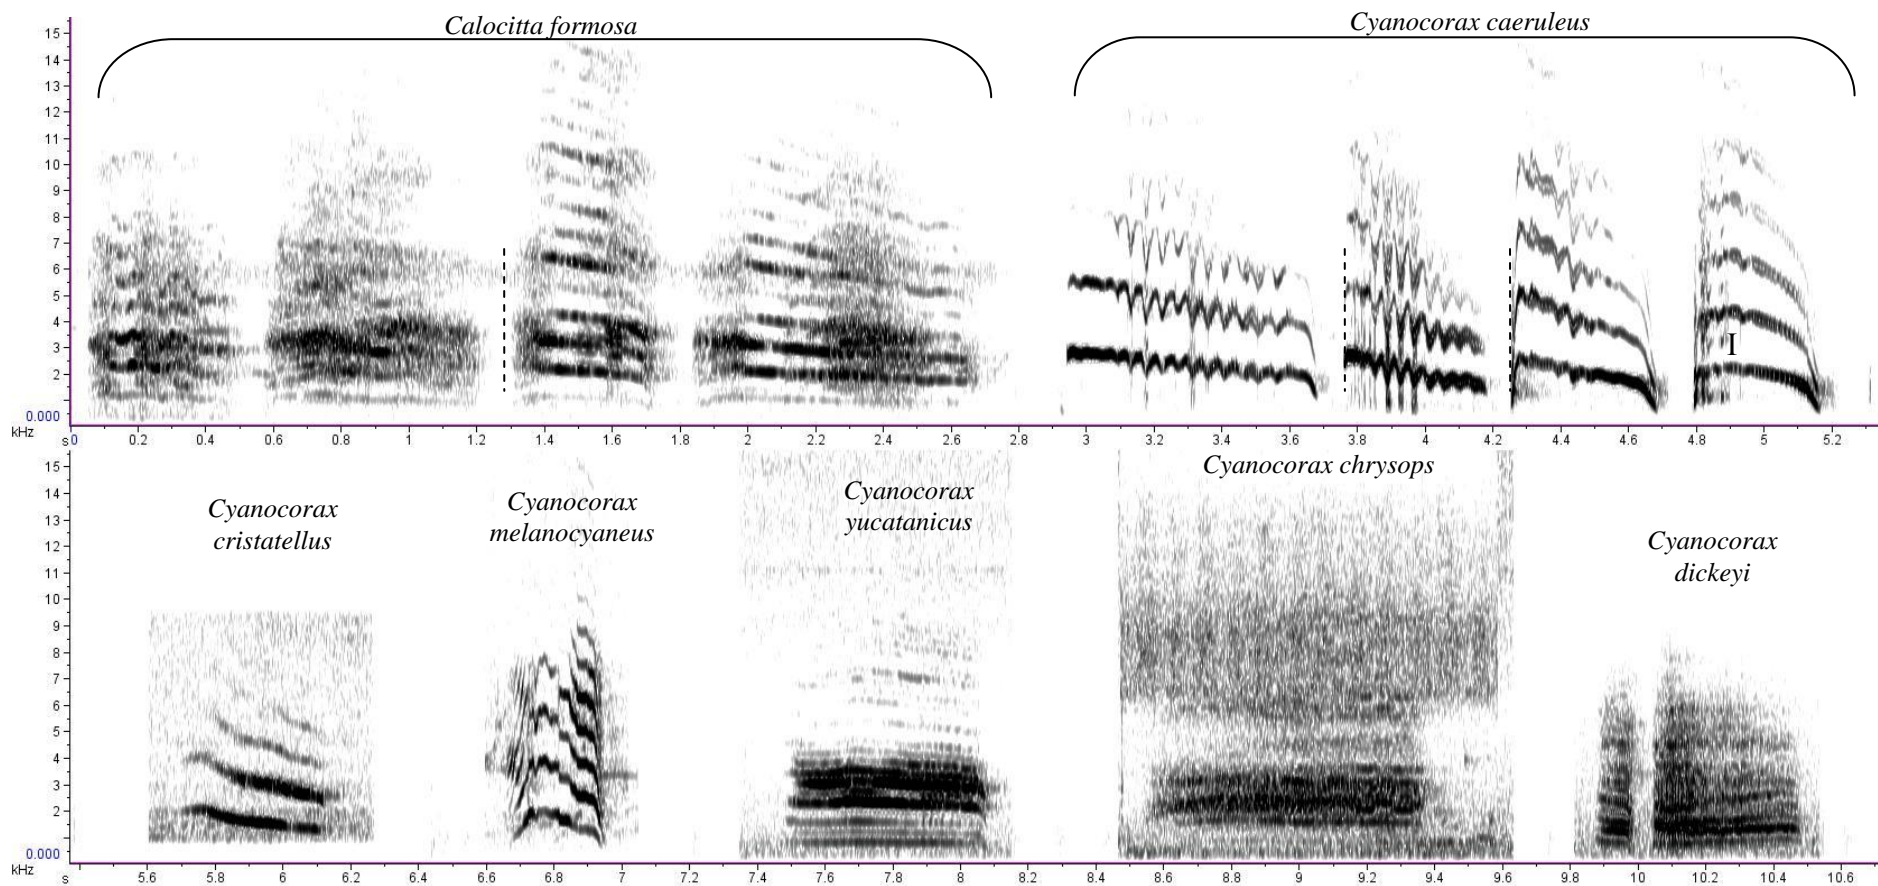 Calocitta formosa
Cyanocorax caeruleus
15
14
13
12
11
10
9
8
7
6
5
4
3
2
0.000
kHz
I
s 0 0.2 0.4 0.6 0.8 1 1.2 1.4 1.6 1.8 2 2.2 2.4 2.6 2.8 3 3.2 3.4 3.6 3.8 4 4.2 4.4 4.6 4.8 5 5.2
Cyanocorax
cristatellus
Cyanocorax
melanocyaneus
Cyanocorax
yucatanicus
Cyanocorax chrysops
Cyanocorax
dickeyi
15
14
13
12
11
10
9
8
7
6
5
4
3
2
0.000
kHz
s 5.6 5.8 6 6.2 6.4 6.6 6.8 7 7.2 7.4 7.6 7.8 8 8.2 8.4 8.6 8.8 9 9.2 9.4 9.6 9.8 10 10.2 10.4 10.6